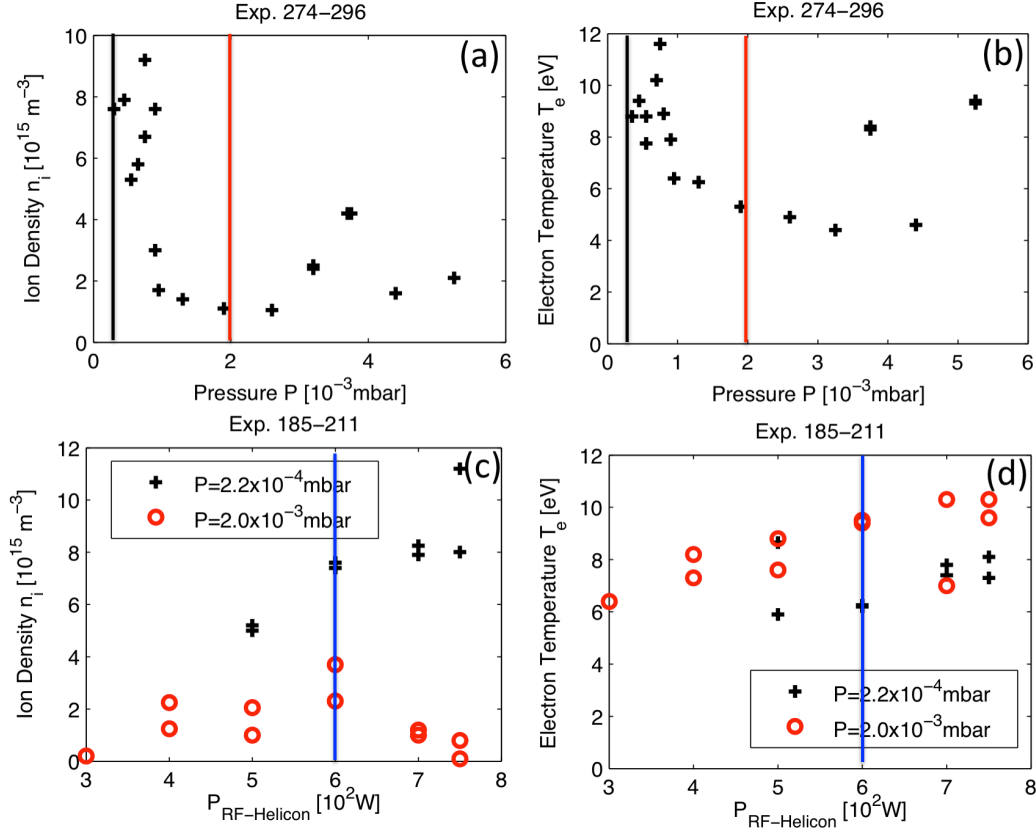 Exp. 274−296
(a)
Ion Density n_i [10^15 m^−3]
10
8
6
4
2
0
0 2 4 6
Pressure P [10^−3 mbar]
Exp. 274−296
(b)
Electron Temperature T_e [eV]
12
10
8
6
4
2
0
0 1 2 3 4 5 6
Pressure P [10^−3 mbar]
Exp. 185−211
(c)
Ion Density n_i [10^15 m^−3]
12
10
8
6
4
2
0
P=2.2x10^−4 mbar
P=2.0x10^−3 mbar
3 4 5 6 7 8
P_RF−Helicon [10^2 W]
Exp. 185−211
(d)
Electron Temperature T_e [eV]
12
10
8
6
4
2
0
P=2.2x10^−4 mbar
P=2.0x10^−3 mbar
3 4 5 6 7 8
P_RF−Helicon [10^2 W]